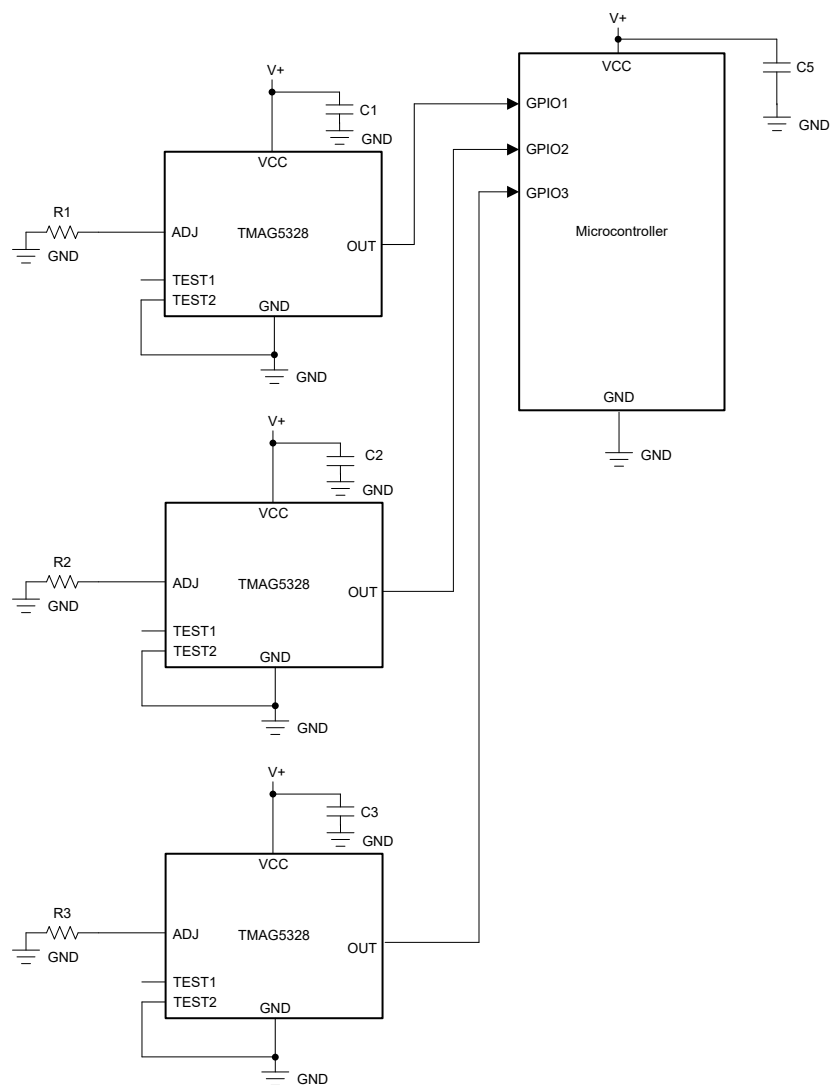 V+
C1
GND
VCC
R1
GND
ADJ
TMAG5328
OUT
TEST1
TEST2
GND
GND
V+
C2
GND
VCC
R2
GND
ADJ
TMAG5328
OUT
TEST1
TEST2
GND
GND
V+
C3
GND
VCC
R3
GND
ADJ
TMAG5328
OUT
TEST1
TEST2
GND
GND
V+
C5
GND
VCC
GPIO1
GPIO2
GPIO3
Microcontroller
GND
GND